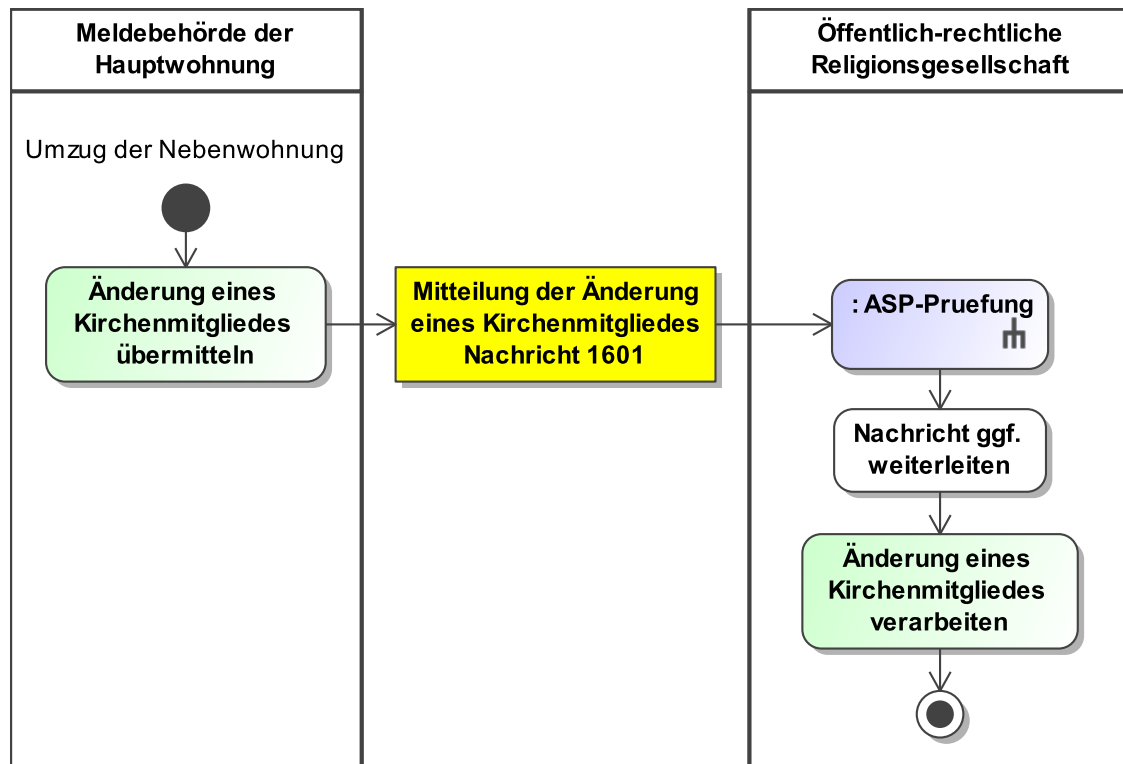 Meldebehörde der
Hauptwohnung
Öffentlich-rechtliche
Religionsgesellschaft
Umzug der Nebenwohnung
Änderung eines
Kirchenmitgliedes
übermitteln
Mitteilung der Änderung
eines Kirchenmitgliedes
Nachricht 1601
: ASP-Pruefung
Nachricht ggf.
weiterleiten
Änderung eines
Kirchenmitgliedes
verarbeiten